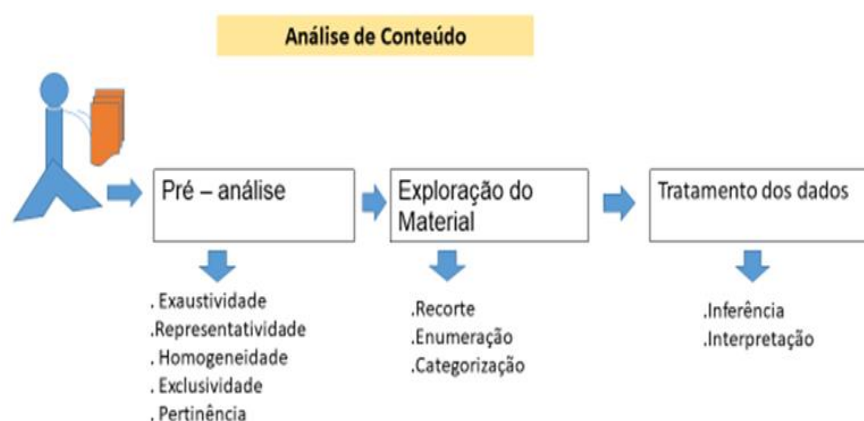 Análise de Conteúdo
Pré – análise
Exploração do
Material
Tratamento dos dados
. Exaustividade
.Representatividade
. Homogeneidade
. Exclusividade
. Pertinência
.Recorte
.Enumeração
.Categorização
.Inferência
.Interpretação